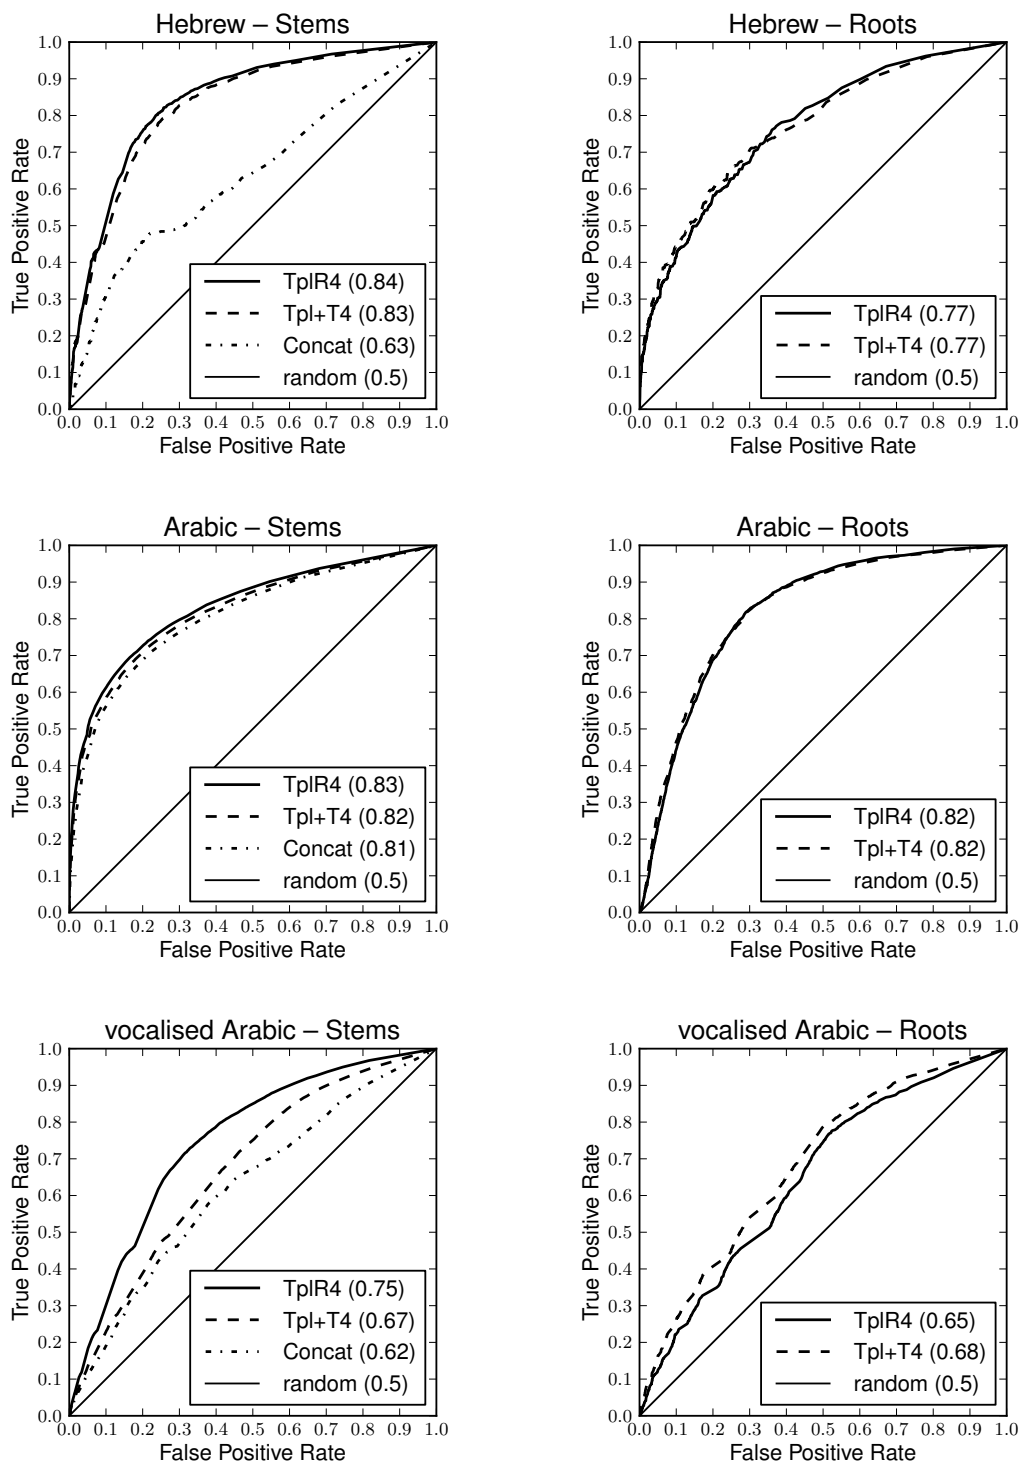 Hebrew – Stems
1.0
0.9
0.8
0.7
0.6
0.5
0.4
0.3
0.2
0.1
0.0
True Positive Rate
TplR4 (0.84)
Tpl+T4 (0.83)
Concat (0.63)
random (0.5)
0.0 0.1 0.2 0.3 0.4 0.5 0.6 0.7 0.8 0.9 1.0
False Positive Rate
Hebrew – Roots
1.0
0.9
0.8
0.7
0.6
0.5
0.4
0.3
0.2
0.1
0.0
True Positive Rate
TplR4 (0.77)
Tpl+T4 (0.77)
random (0.5)
0.0 0.1 0.2 0.3 0.4 0.5 0.6 0.7 0.8 0.9 1.0
False Positive Rate
Arabic – Stems
1.0
0.9
0.8
0.7
0.6
0.5
0.4
0.3
0.2
0.1
0.0
True Positive Rate
TplR4 (0.83)
Tpl+T4 (0.82)
Concat (0.81)
random (0.5)
0.0 0.1 0.2 0.3 0.4 0.5 0.6 0.7 0.8 0.9 1.0
False Positive Rate
Arabic – Roots
1.0
0.9
0.8
0.7
0.6
0.5
0.4
0.3
0.2
0.1
0.0
True Positive Rate
TplR4 (0.82)
Tpl+T4 (0.82)
random (0.5)
0.0 0.1 0.2 0.3 0.4 0.5 0.6 0.7 0.8 0.9 1.0
False Positive Rate
vocalised Arabic – Stems
1.0
0.9
0.8
0.7
0.6
0.5
0.4
0.3
0.2
0.1
0.0
True Positive Rate
TplR4 (0.75)
Tpl+T4 (0.67)
Concat (0.62)
random (0.5)
0.0 0.1 0.2 0.3 0.4 0.5 0.6 0.7 0.8 0.9 1.0
False Positive Rate
vocalised Arabic – Roots
1.0
0.9
0.8
0.7
0.6
0.5
0.4
0.3
0.2
0.1
0.0
True Positive Rate
TplR4 (0.65)
Tpl+T4 (0.68)
random (0.5)
0.0 0.1 0.2 0.3 0.4 0.5 0.6 0.7 0.8 0.9 1.0
False Positive Rate